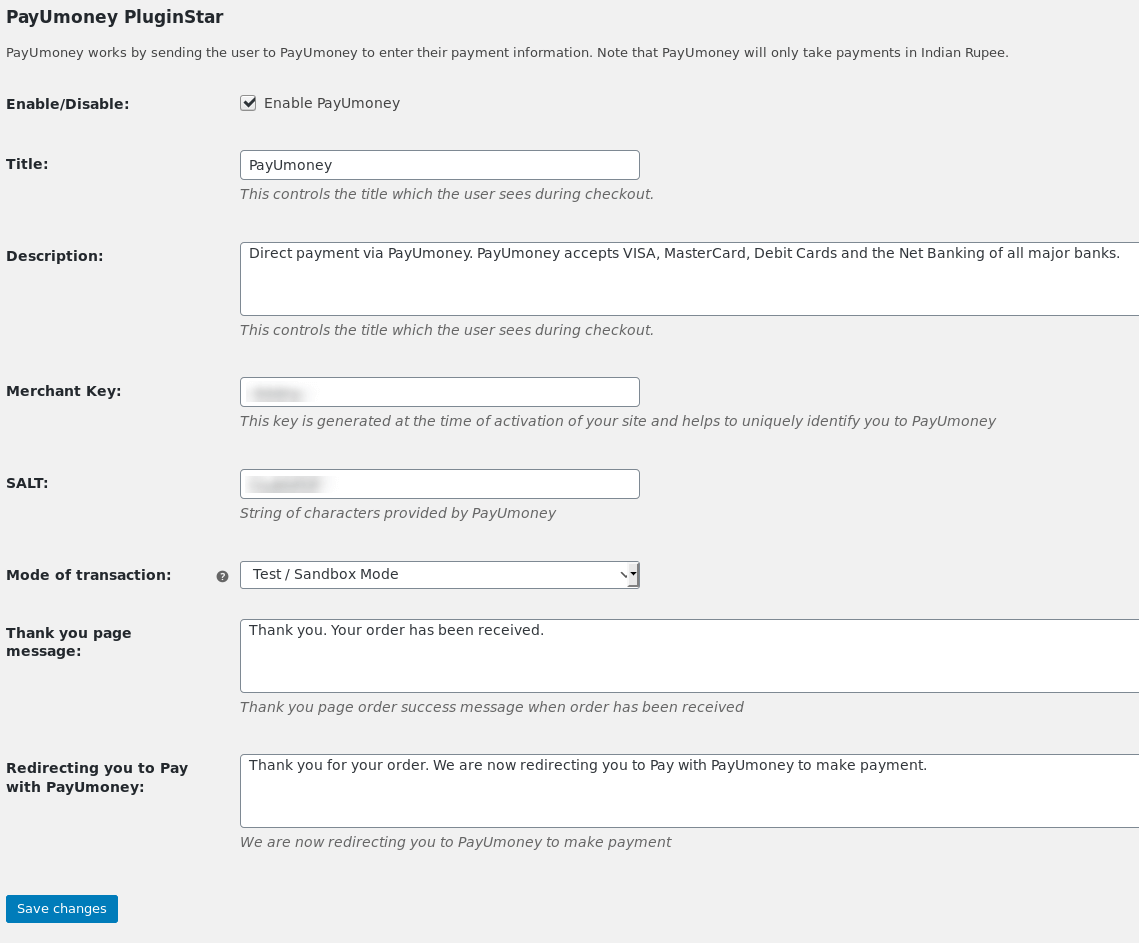 PayUmoney PluginStar
PayUmoney works by sending the user to PayUmoney to enter their payment information. Note that PayUmoney will only take payments in Indian Rupee.
Enable/Disable:
Enable PayUmoney
Title:
PayUmoney
This controls the title which the user sees during checkout.
Description:
Direct payment via PayUmoney. PayUmoney accepts VISA, MasterCard, Debit Cards and the Net Banking of all major banks.
This controls the title which the user sees during checkout.
Merchant Key:
This key is generated at the time of activation of your site and helps to uniquely identify you to PayUmoney
SALT:
String of characters provided by PayUmoney
Mode of transaction:
?
Test / Sandbox Mode
Thank you page
message:
Thank you. Your order has been received.
Thank you page order success message when order has been received
Redirecting you to Pay
with PayUmoney:
Thank you for your order. We are now redirecting you to Pay with PayUmoney to make payment.
We are now redirecting you to PayUmoney to make payment
Save changes